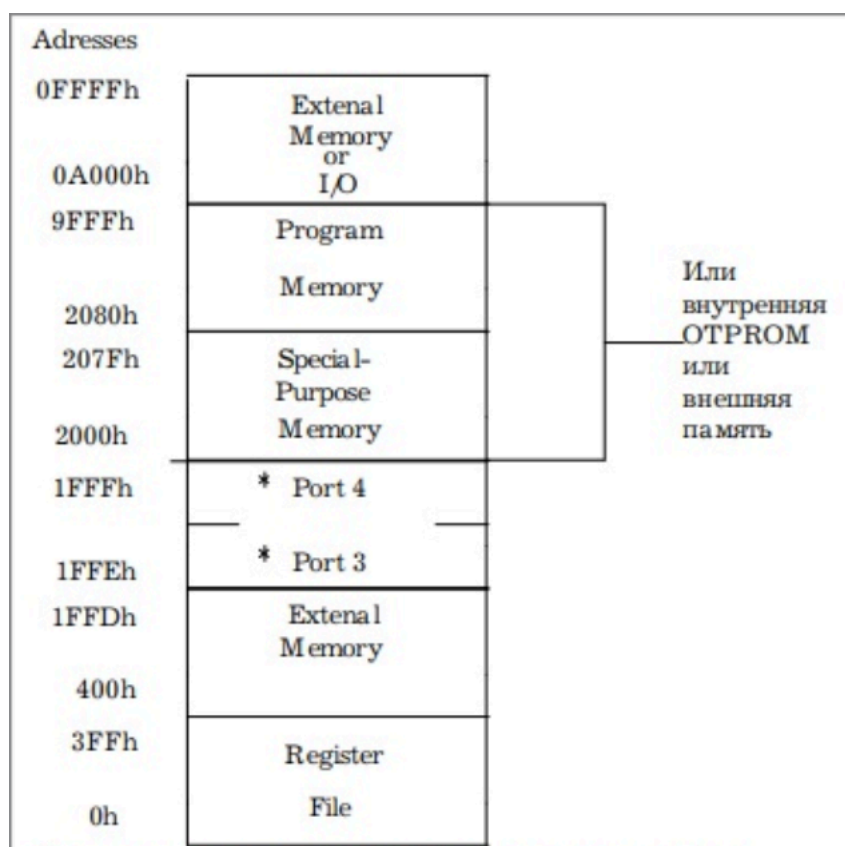 Adresses
0FFFFh
Extenal
Memory
or
0A000h
I/O
9FFFh
Program
Memory
2080h
207Fh
Special-
Purpose
Memory
2000h
Или
внутренняя
OTPROM
или
внешняя
память
1FFFh
* Port 4
* Port 3
1FFEh
1FFDh
Extenal
Memory
400h
3FFh
Register
File
0h